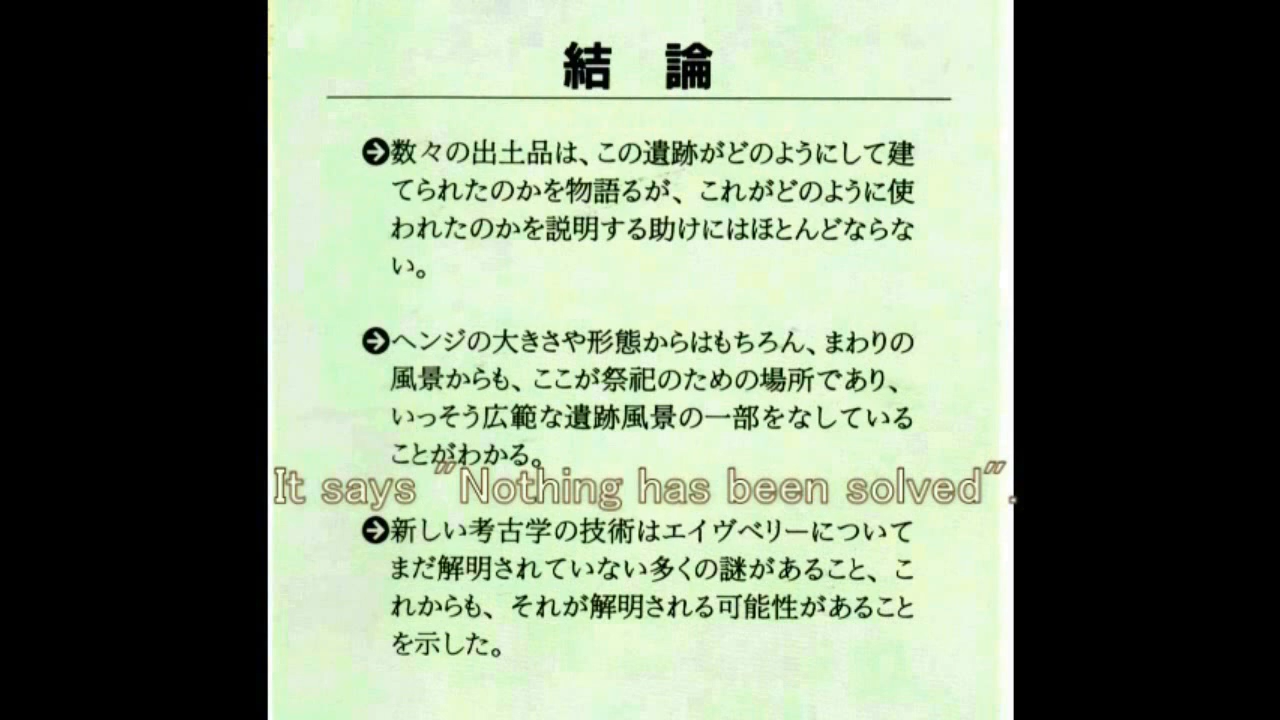 結 論
➔数々の出土品は、この遺跡がどのようにして建
てられたのかを物語るが、これがどのように使
われたのかを説明する助けにはほとんどならな
い。
➔ヘンジの大きさや形態からはもちろん、まわりの
風景からも、ここが祭祀のための場所であり、
いっそう広範な遺跡風景の一部をなしている
ことがわかる。
It says "Nothing has been solved".
➔新しい考古学の技術はエイヴベリーについて
まだ解明されていない多くの謎があること、こ
れからも、それが解明される可能性があること
を示した。